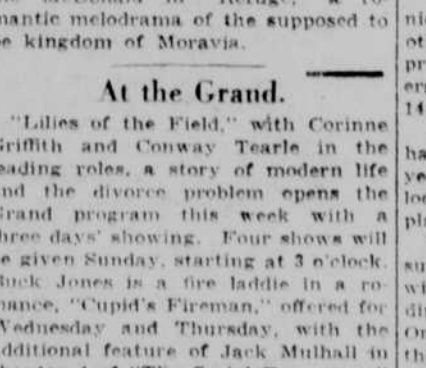 mantic melodrama of the supposed to
e kingdom of Moravia.
At the Grand.
"Lilies of the Field," with Corinne
riffith and Conway Tearle in the
eading roles, a story of modern life
nd the divorce problem opens the
Grand program this week with a
hree days' showing. Four shows will
e given Sunday, starting at 3 o'clock.
Buck Jones is a fire laddie in a ro-
mance, "Cupid's Fireman," offered for
Wednesday and Thursday, with the
dditional feature of Jack Mulhall in